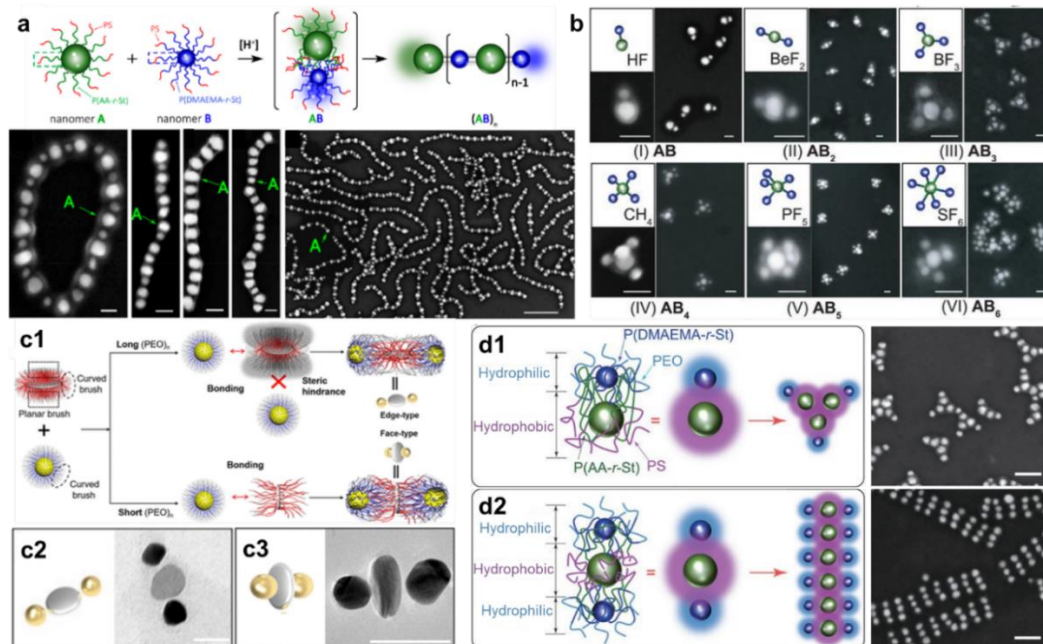 a
PS
PS
[H⁺]
n-1
P(AA-r-St)
P(DMAEMA-r-St)
nanomer A
+
nanomer B
AB
(AB)n
A
A
A
A
A
b
HF
BeF₂
BF₃
(I) AB
(II) AB₂
(III) AB₃
CH₄
PF₅
SF₆
(IV) AB₄
(V) AB₅
(VI) AB₆
c1
Long (PEO)n
Curved
brush
Planar brush
+
Curved
brush
Bonding
Steric
hindrance
Edge-type
Face-type
Bonding
Short (PEO)n
c2
c3
d1
P(DMAEMA-r-St)
PEO
Hydrophilic
Hydrophobic
=
P(AA-r-St)
PS
d2
Hydrophilic
Hydrophobic
=
Hydrophilic